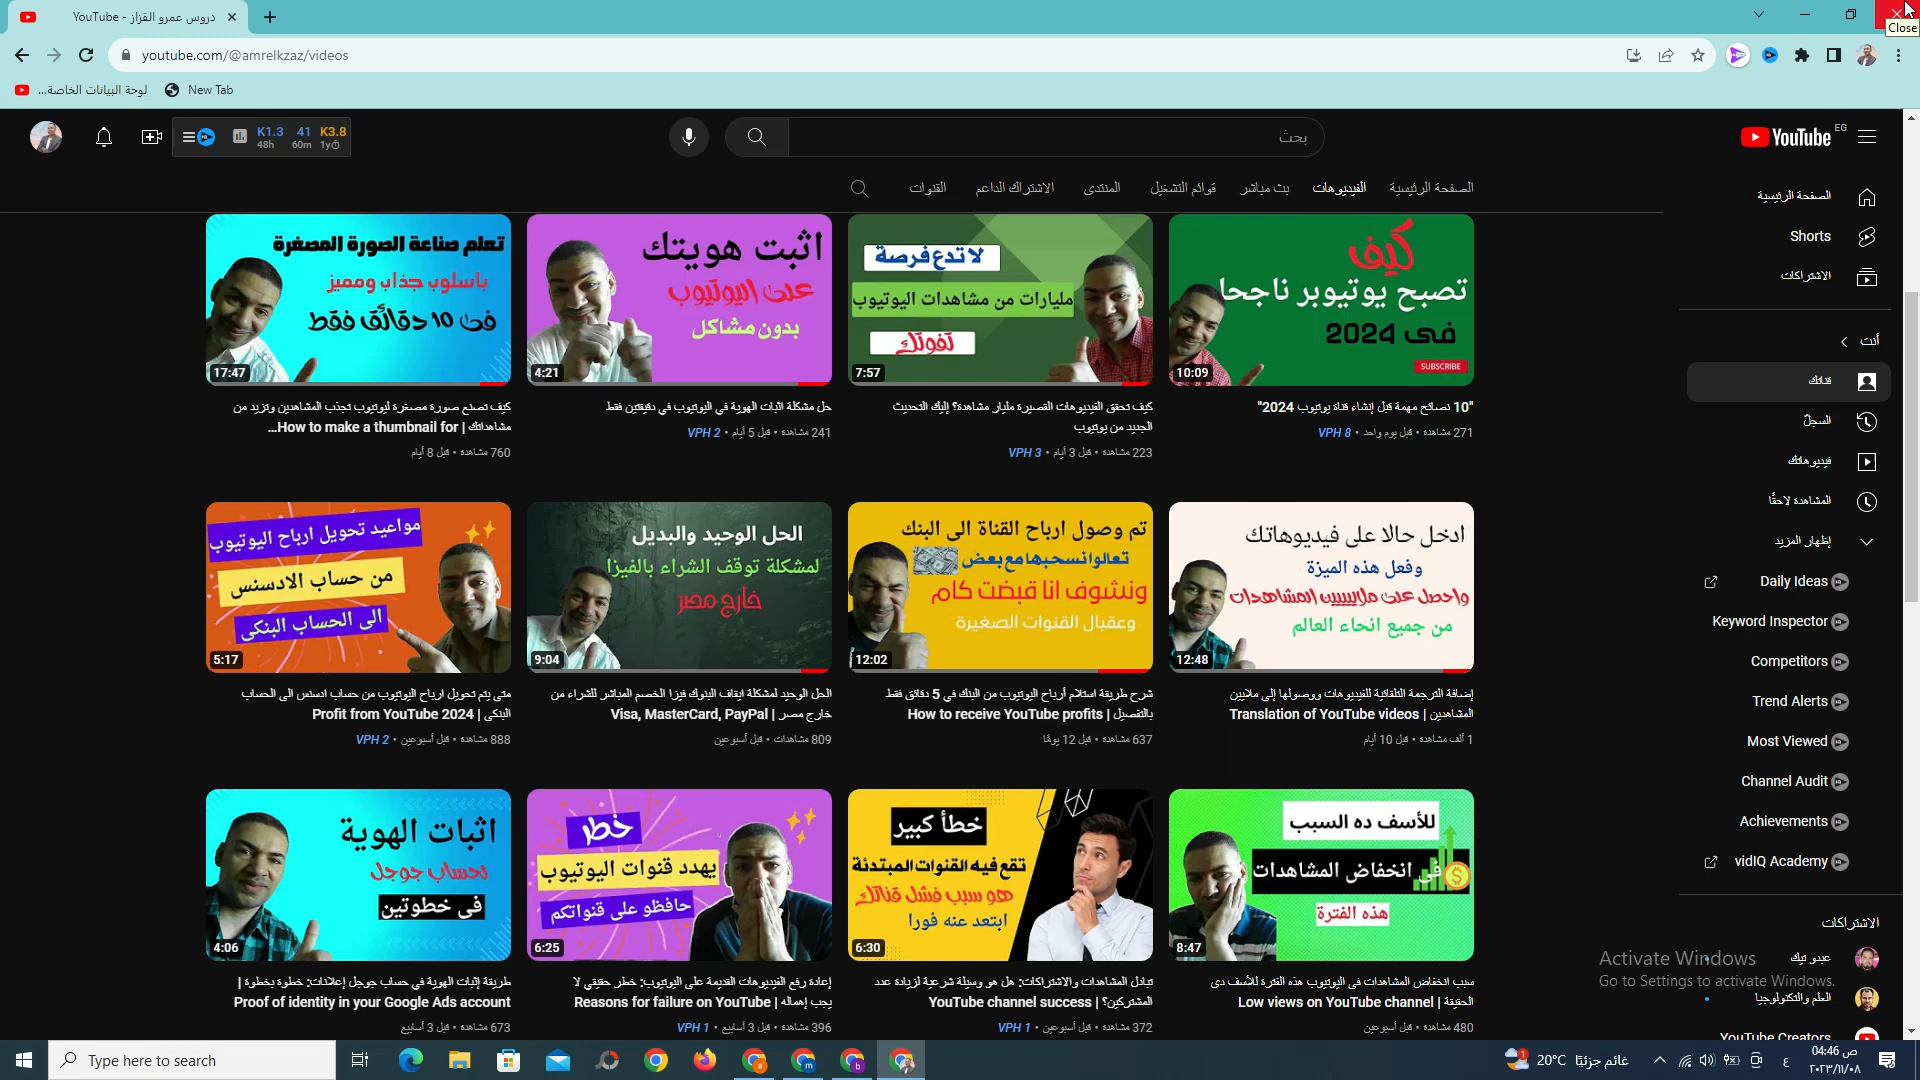 دروس عمرو القزاز - YouTube
Close
youtube.com/@amrelkzaz/videos
لوحة البيانات الخاصة...
New Tab
K1.3 41 K3.8
48h 60m 1y
بحث
YouTube EG
الصفحة الرئيسية
الفيديوهات
بث مباشر
قوائم التشغيل
المنتدى
الاشتراك الداعم
القنوات
كيف
تصبح يوتيوبر ناجحا
فى 2024
SUBSCRIBE
10:09
"10 نصائح مهمة قبل إنشاء قناة يوتيوب 2024"
271 مشاهدة • قبل يوم واحد • VPH 8
لا تدع فرصة
مليارات من مشاهدات اليوتيوب
تفوتك
7:57
كيف تحقق الفيديوهات القصيرة مليار مشاهدة؟ إليك التحديث
الجديد من يوتيوب
223 مشاهدة • قبل 3 أيام • VPH 3
اثبت هويتك
على اليوتيوب
بدون مشاكل
4:21
حل مشكلة اثبات الهوية في اليوتيوب في دقيقتين فقط
241 مشاهدة • قبل 5 أيام • VPH 2
تعلم صناعة الصورة المصغرة
باسلوب جذاب ومميز
فى 10 دقائق فقط
17:47
كيف تصنع صورة مصغرة ليوتيوب تجذب المشاهدين وتزيد من
مشاهداتك | How to make a thumbnail for...
760 مشاهدة • قبل 8 أيام
ادخل حالا على فيديوهاتك
وفعل هذه الميزة
واحصل على ملاييييين المشاهدات
من جميع انحاء العالم
12:48
إضافة الترجمة التلقائية للفيديوهات ووصولها إلى ملايين
المشاهدين | Translation of YouTube videos
1 ألف مشاهدة • قبل 10 أيام
تم وصول ارباح القناة الى البنك
تعالوا نسحبها مع بعض
ونشوف انا قبضت كام
وعقبال القنوات الصغيرة
12:02
شرح طريقة استلام أرباح اليوتيوب من البنك في 5 دقائق فقط
بالتفصيل | How to receive YouTube profits
637 مشاهدة • قبل 12 يومًا
الحل الوحيد والبديل
لمشكلة توقف الشراء بالفيزا
خارج مصر
9:04
الحل الوحيد لمشكلة ايقاف البنوك فيزا الخصم المباشر للشراء من
خارج مصر | Visa, MasterCard, PayPal
809 مشاهدات • قبل أسبوعين
مواعيد تحويل ارباح اليوتيوب
من حساب الادسنس
الى الحساب البنكى
5:17
متى يتم تحويل ارباح اليوتيوب من حساب ادسنس الى الحساب
البنكى | Profit from YouTube 2024
888 مشاهدة • قبل أسبوعين • VPH 2
للأسف ده السبب
فى انخفاض المشاهدات
هذه الفترة
8:47
سبب انخفاض المشاهدات فى اليوتيوب هذه الفترة للأسف دى
الحقيقة | Low views on YouTube channel
480 مشاهدة • قبل أسبوعين
خطأ كبير
تقع فيه القنوات المبتدئة
هو سبب فشل قناتك
ابتعد عنه فورا
6:30
تبادل المشاهدات والاشتراكات: هل هو وسيلة شرعية لزيادة عدد
المشتركين؟ | YouTube channel success
372 مشاهدة • قبل أسبوعين • VPH 1
خطر
يهدد قنوات اليوتيوب
حافظو على قنواتكم
6:25
إعادة رفع الفيديوهات القديمة على اليوتيوب: خطر حقيقي لا
يجب إهماله | Reasons for failure on YouTube
396 مشاهدة • قبل 3 أسابيع • VPH 1
اثبات الهوية
بحساب جوجل
فى خطوتين
4:06
طريقة إثبات الهوية في حساب جوجل إعلانات: خطوة بخطوة |
Proof of identity in your Google Ads account
673 مشاهدة • قبل 3 أسابيع
الصفحة الرئيسية
Shorts
الاشتراكات
أنت
قناتك
السجلّ
فيديوهاتك
المشاهدة لاحقًا
إظهار المزيد
Daily Ideas
Keyword Inspector
Competitors
Trend Alerts
Most Viewed
Channel Audit
Achievements
vidIQ Academy
الاشتراكات
عبدو تيك
العلم والتكنولوجيا
YouTube Creators
Activate Windows
Go to Settings to activate Windows.
Type here to search
20°C غائم جزئيًا
ع
04:46 ص
٢٠٢٣/١١/٠٨